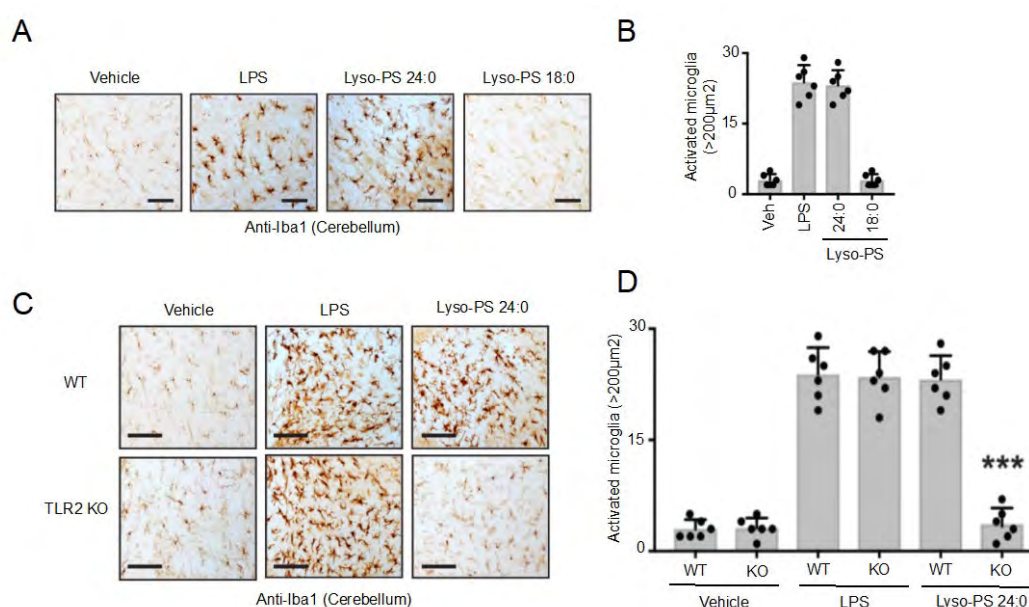 A
Vehicle LPS Lyso-PS 24:0 Lyso-PS 18:0
Anti-Iba1 (Cerebellum)
B
Activated microglia
(>200µm2)
30
15
0
Veh LPS 24:0 18:0
Lyso-PS
C
Vehicle LPS Lyso-PS 24:0
WT
TLR2 KO
Anti-Iba1 (Cerebellum)
D
Activated microglia (>200µm2)
30
15
0
***
WT KO WT KO WT KO
Vehicle LPS Lyso-PS 24:0